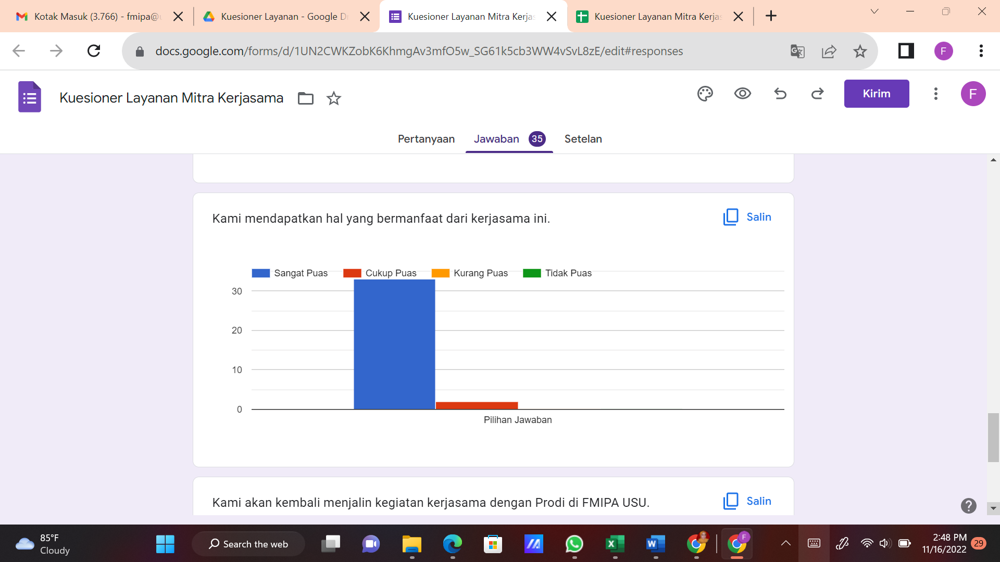 Kotak Masuk (3.766) - fmipa@
Kuesioner Layanan - Google D
Kuesioner Layanan Mitra Kerjas
Kuesioner Layanan Mitra Kerjas
docs.google.com/forms/d/1UN2CWKZobK6KhmgAv3mfO5w_SG61k5cb3WW4vSvL8zE/edit#responses
F
Kuesioner Layanan Mitra Kerjasama
Kirim
F
Pertanyaan
Jawaban 35
Setelan
Kami mendapatkan hal yang bermanfaat dari kerjasama ini.
Salin
Sangat Puas
Cukup Puas
Kurang Puas
Tidak Puas
30
20
10
0
Pilihan Jawaban
Kami akan kembali menjalin kegiatan kerjasama dengan Prodi di FMIPA USU.
Salin
85°F
Cloudy
Search the web
F
2:48 PM
11/16/2022
29